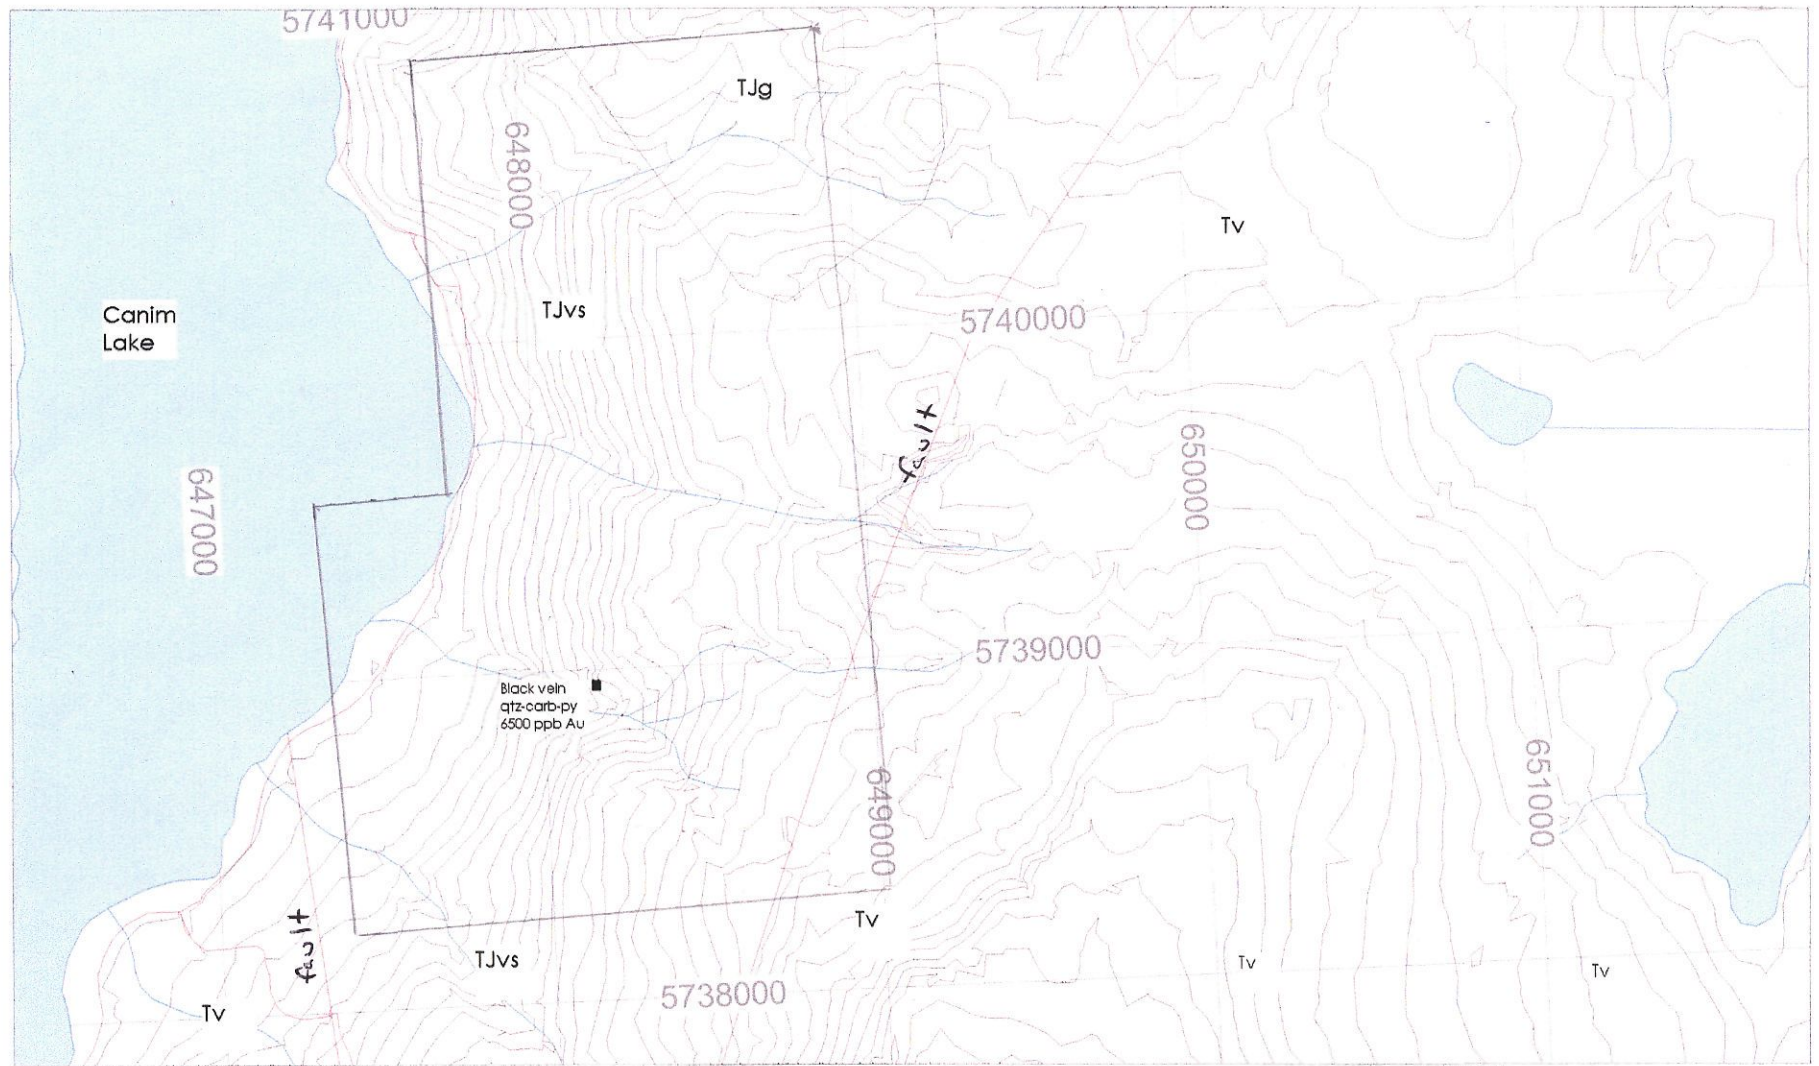 5741000
TJg
648000
Tv
TJvs
Canim
Lake
5740000
fault
650000
647000
5739000
Black vein
qtz-carb-py
6500 ppb Au
651000
649000
Tv
fault
TJvs
Tv
Tv
5738000
Tv